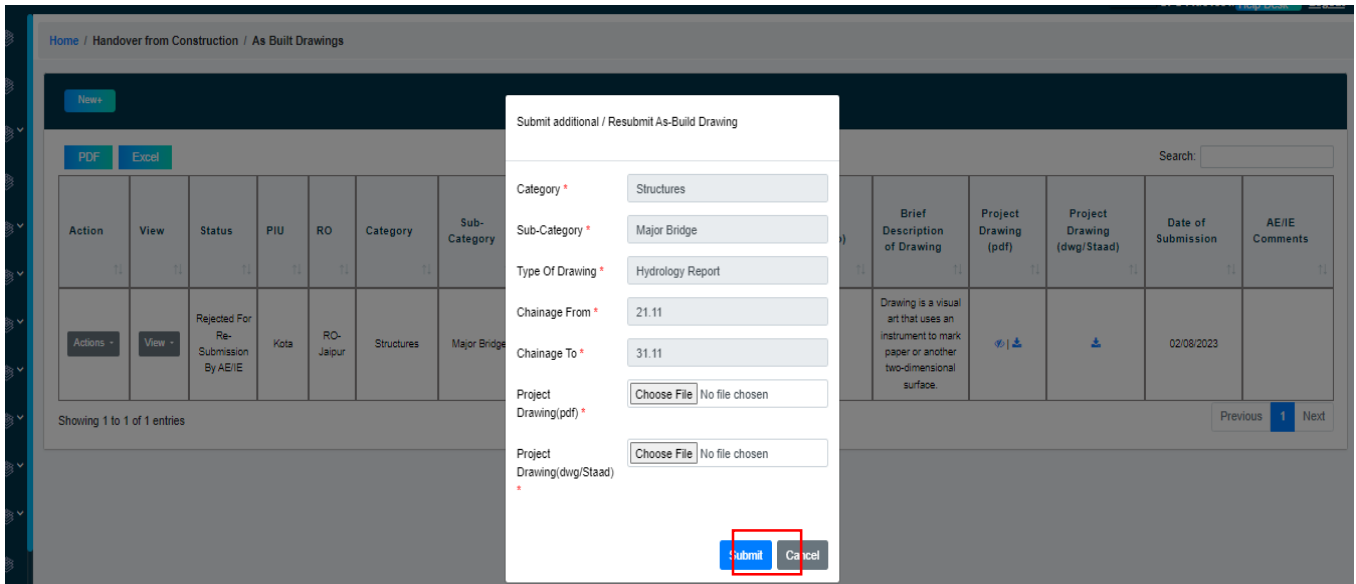 Help Desk
Home / Handover from Construction / As Built Drawings
New+
PDF Excel
Search:
Action View Status PIU RO Category Sub-Category
Brief Description of Drawing
Project Drawing (pdf)
Project Drawing (dwg/Staad)
Date of Submission
AE/IE Comments
Actions View
Rejected For
Re-
Submission
By AE/IE
Kota
RO-
Jaipur
Structures
Major Bridge
Drawing is a visual
art that uses an
instrument to mark
paper or another
two-dimensional
surface.
02/08/2023
Showing 1 to 1 of 1 entries
Previous 1 Next
Submit additional / Resubmit As-Build Drawing
Category * Structures
Sub-Category * Major Bridge
Type Of Drawing * Hydrology Report
Chainage From * 21.11
Chainage To * 31.11
Project
Drawing(pdf) *
Choose File No file chosen
Project
Drawing(dwg/Staad)
*
Choose File No file chosen
Submit Cancel